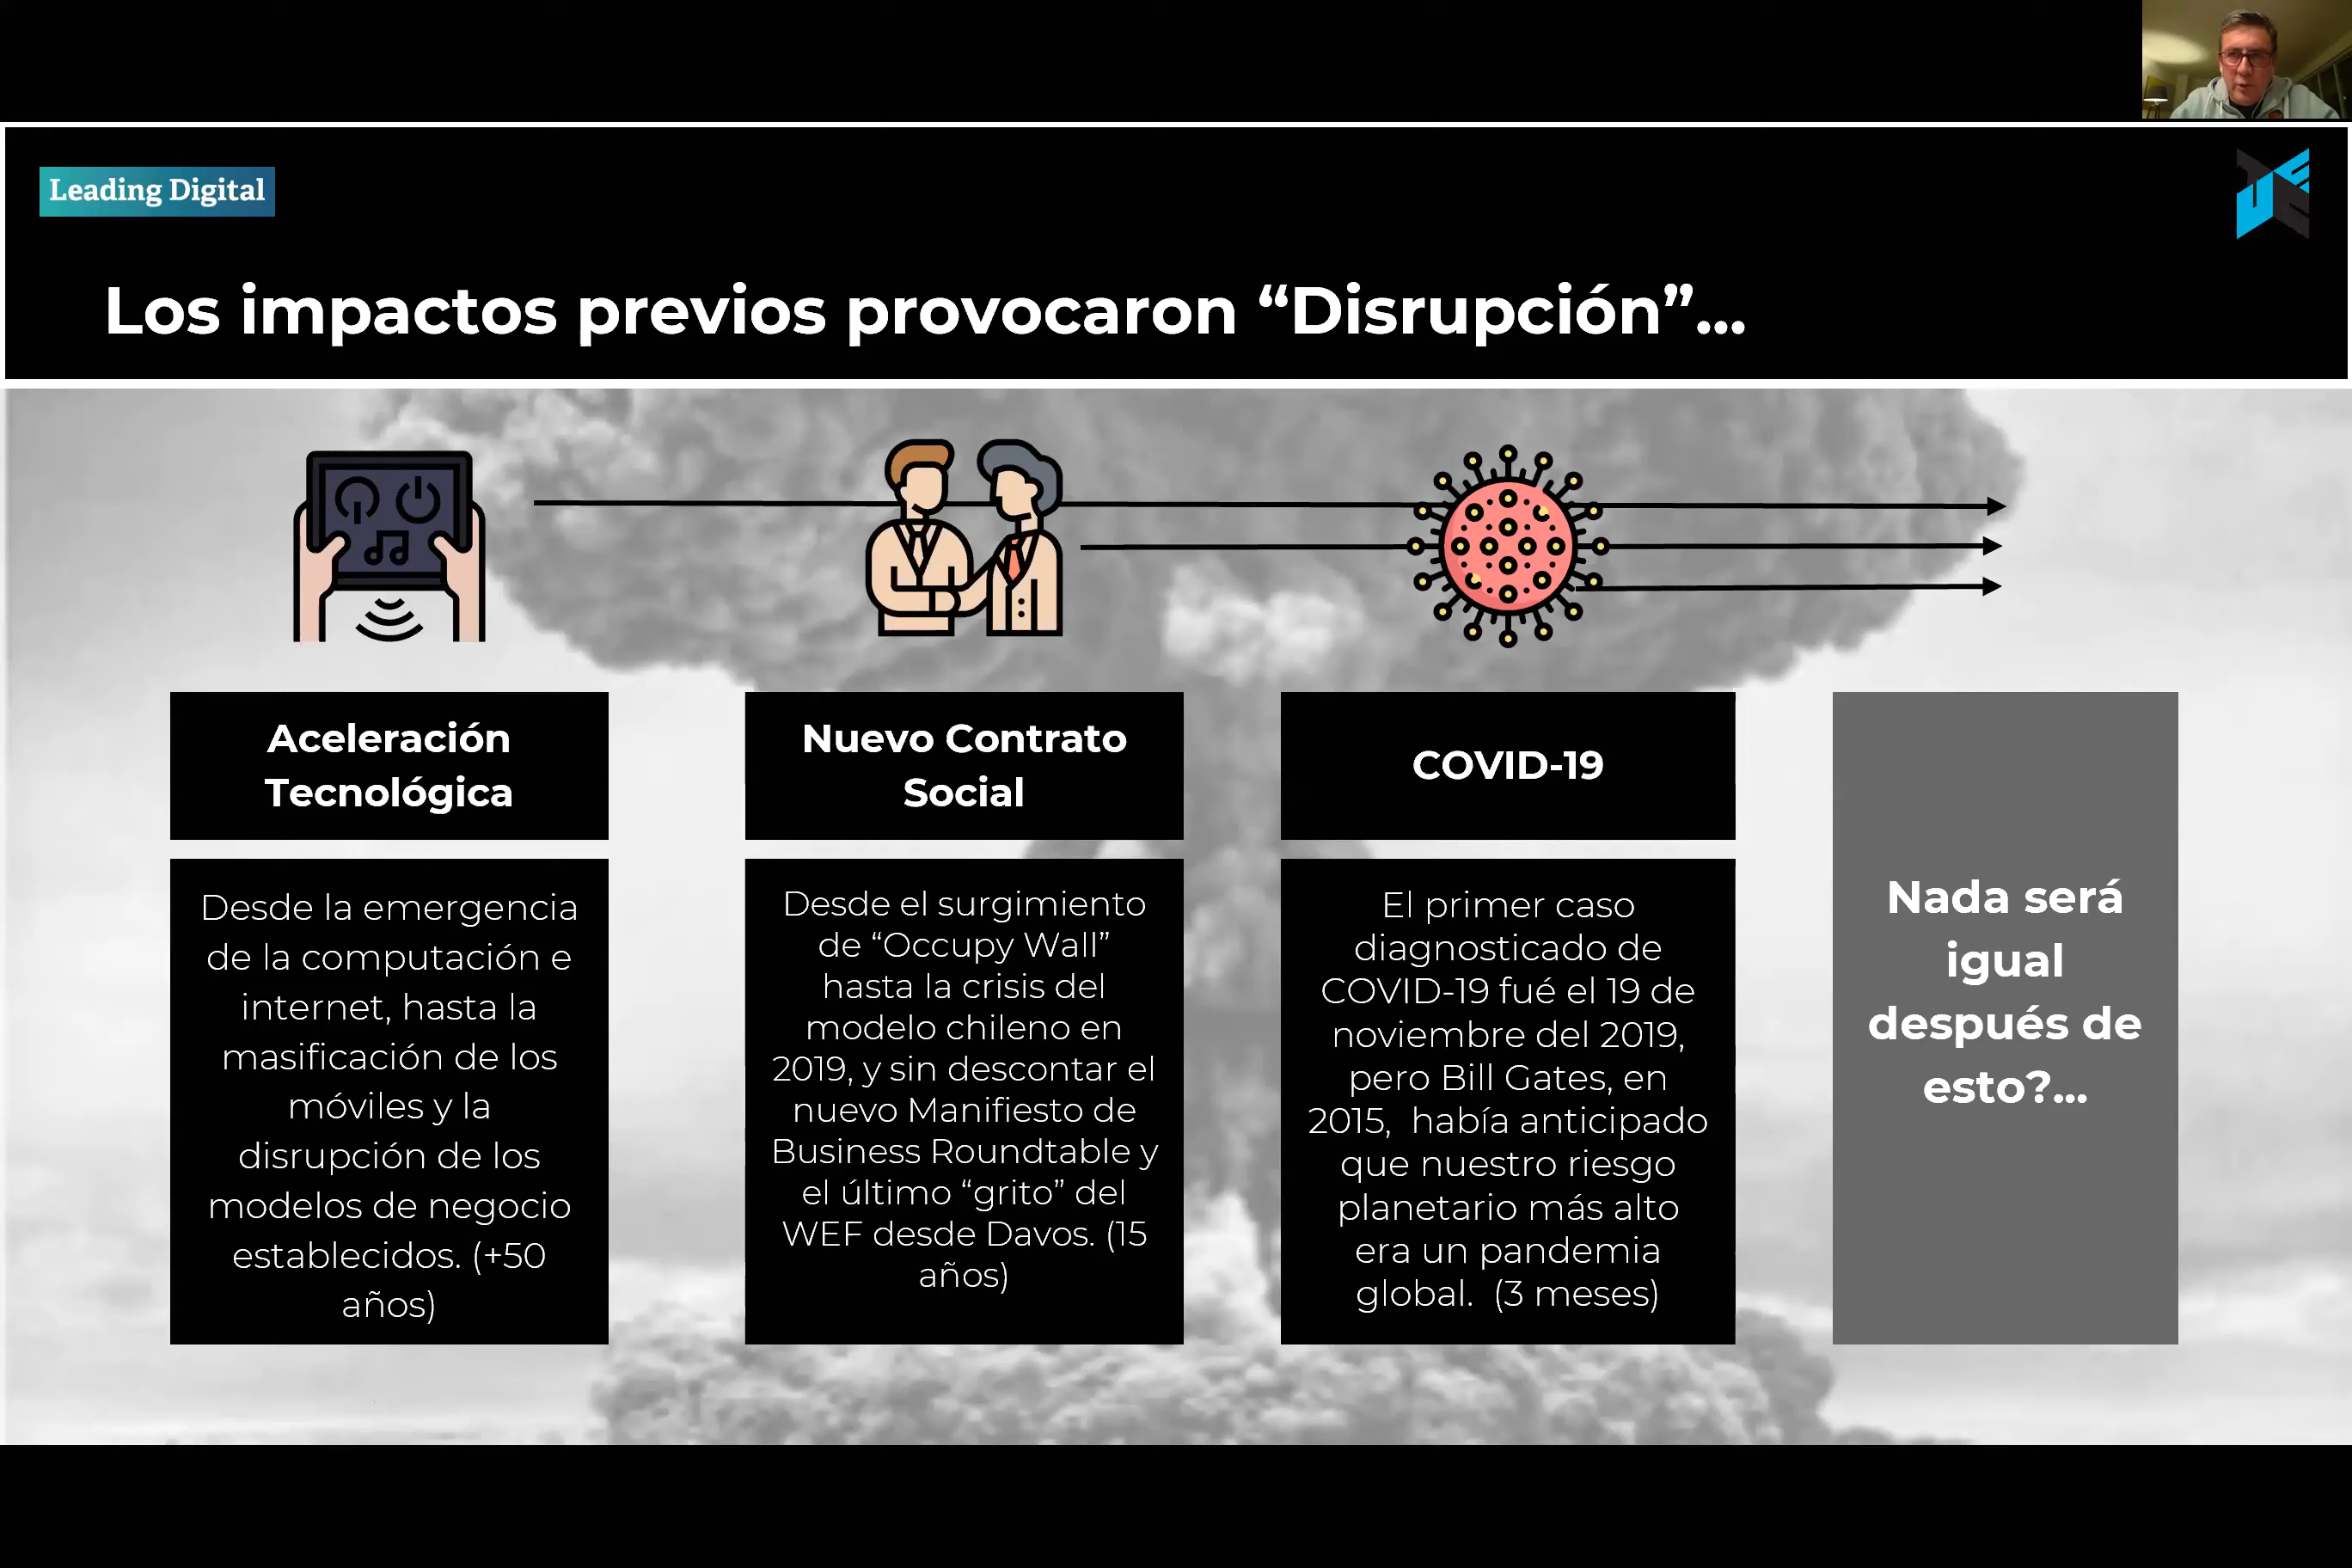 Leading Digital
Los impactos previos provocaron “Disrupción”...
Aceleración
Tecnológica
Desde la emergencia
de la computación e
internet, hasta la
masificación de los
móviles y la
disrupción de los
modelos de negocio
establecidos. (+50
años)
Nuevo Contrato
Social
Desde el surgimiento
de “Occupy Wall”
hasta la crisis del
modelo chileno en
2019, y sin descontar el
nuevo Manifiesto de
Business Roundtable y
el último “grito” del
WEF desde Davos. (15
años)
COVID-19
El primer caso
diagnosticado de
COVID-19 fué el 19 de
noviembre del 2019,
pero Bill Gates, en
2015,  había anticipado
que nuestro riesgo
planetario más alto
era un pandemia
global.  (3 meses)
Nada será
igual
después de
esto?...